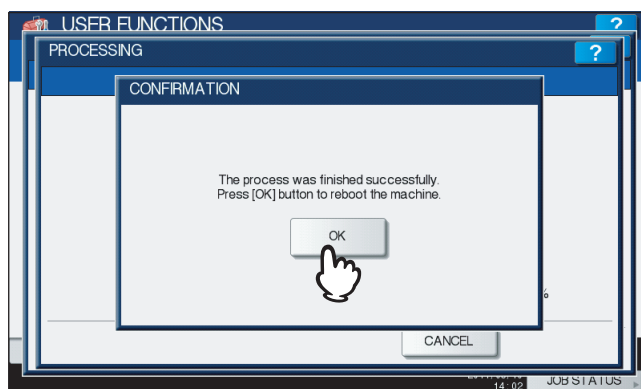 USER FUNCTIONS
?
PROCESSING
?
CONFIRMATION
The process was finished successfully.
Press [OK] button to reboot the machine.
OK
%
CANCEL
14:02
JOB STATUS